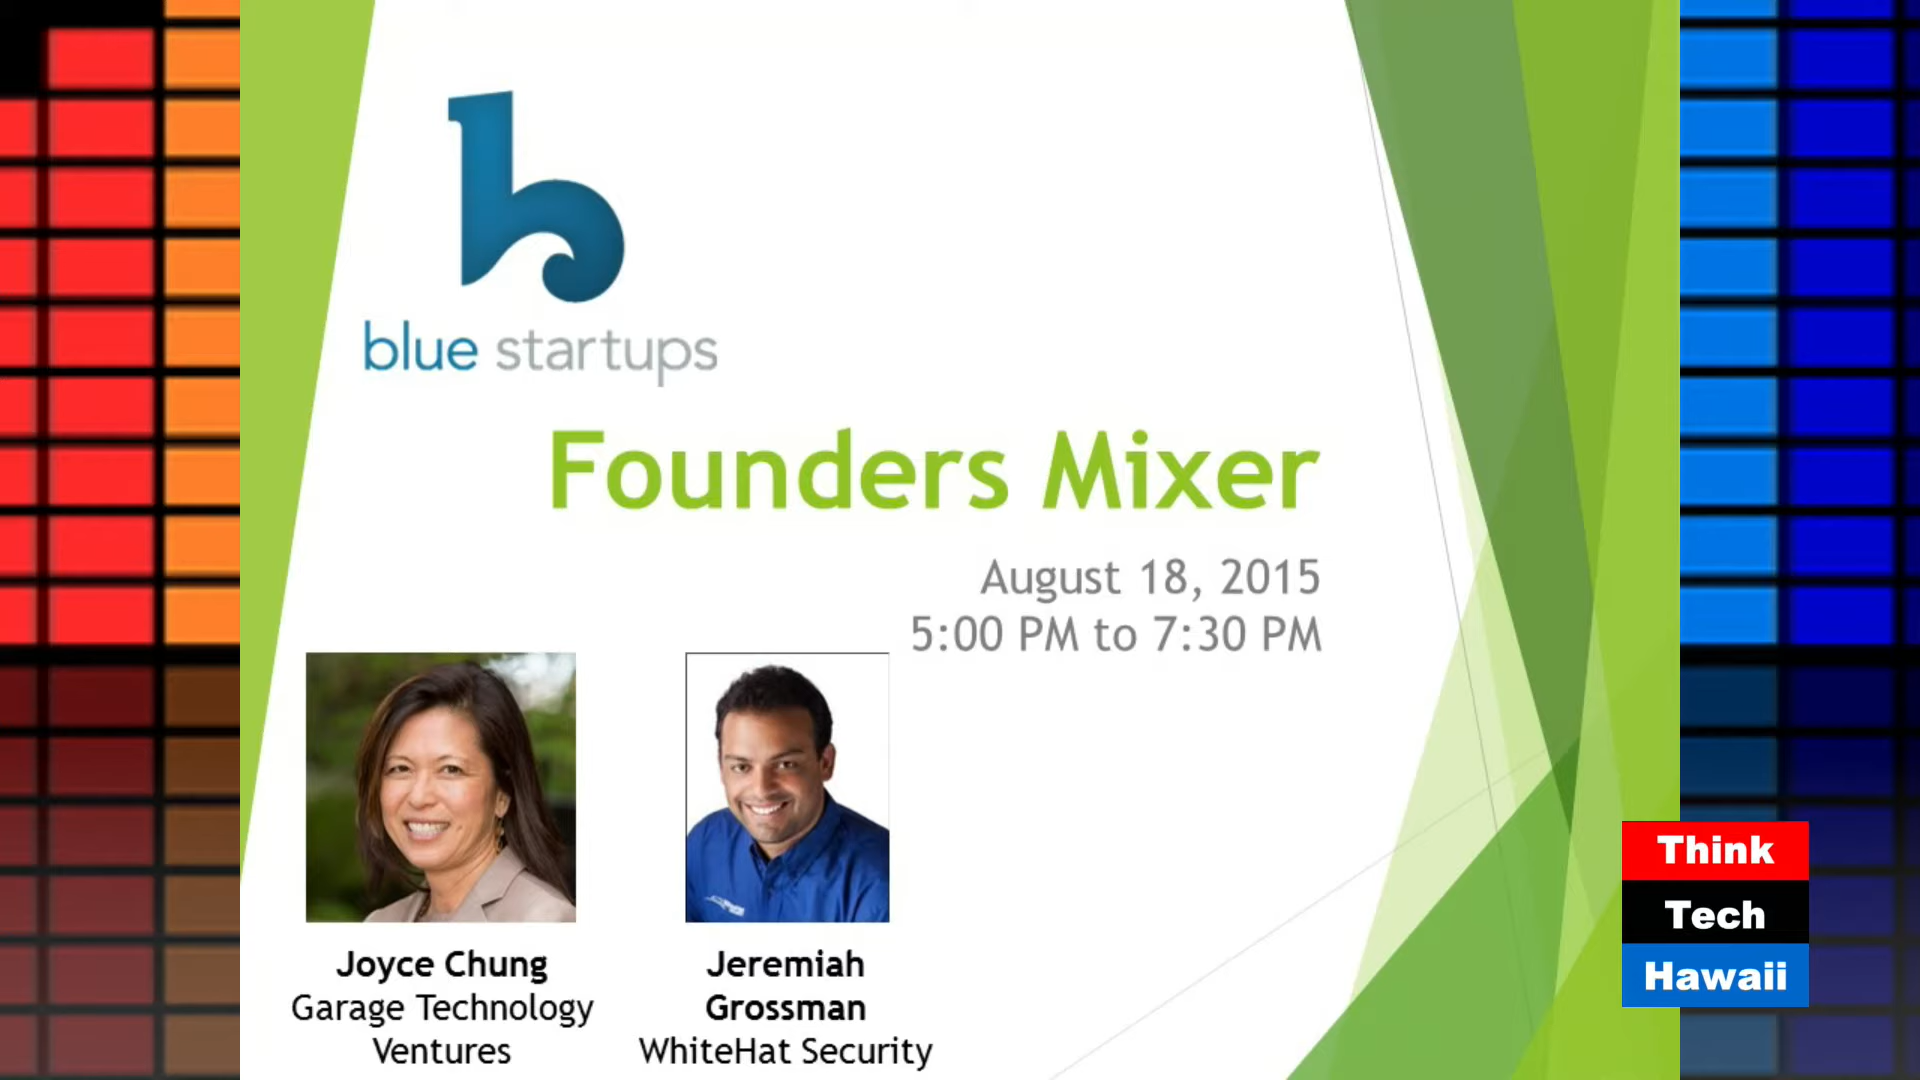 blue startups
Founders Mixer
August 18, 2015
5:00 PM to 7:30 PM
Joyce Chung
Garage Technology
Ventures
Jeremiah
Grossman
WhiteHat Security
Think
Tech
Hawaii